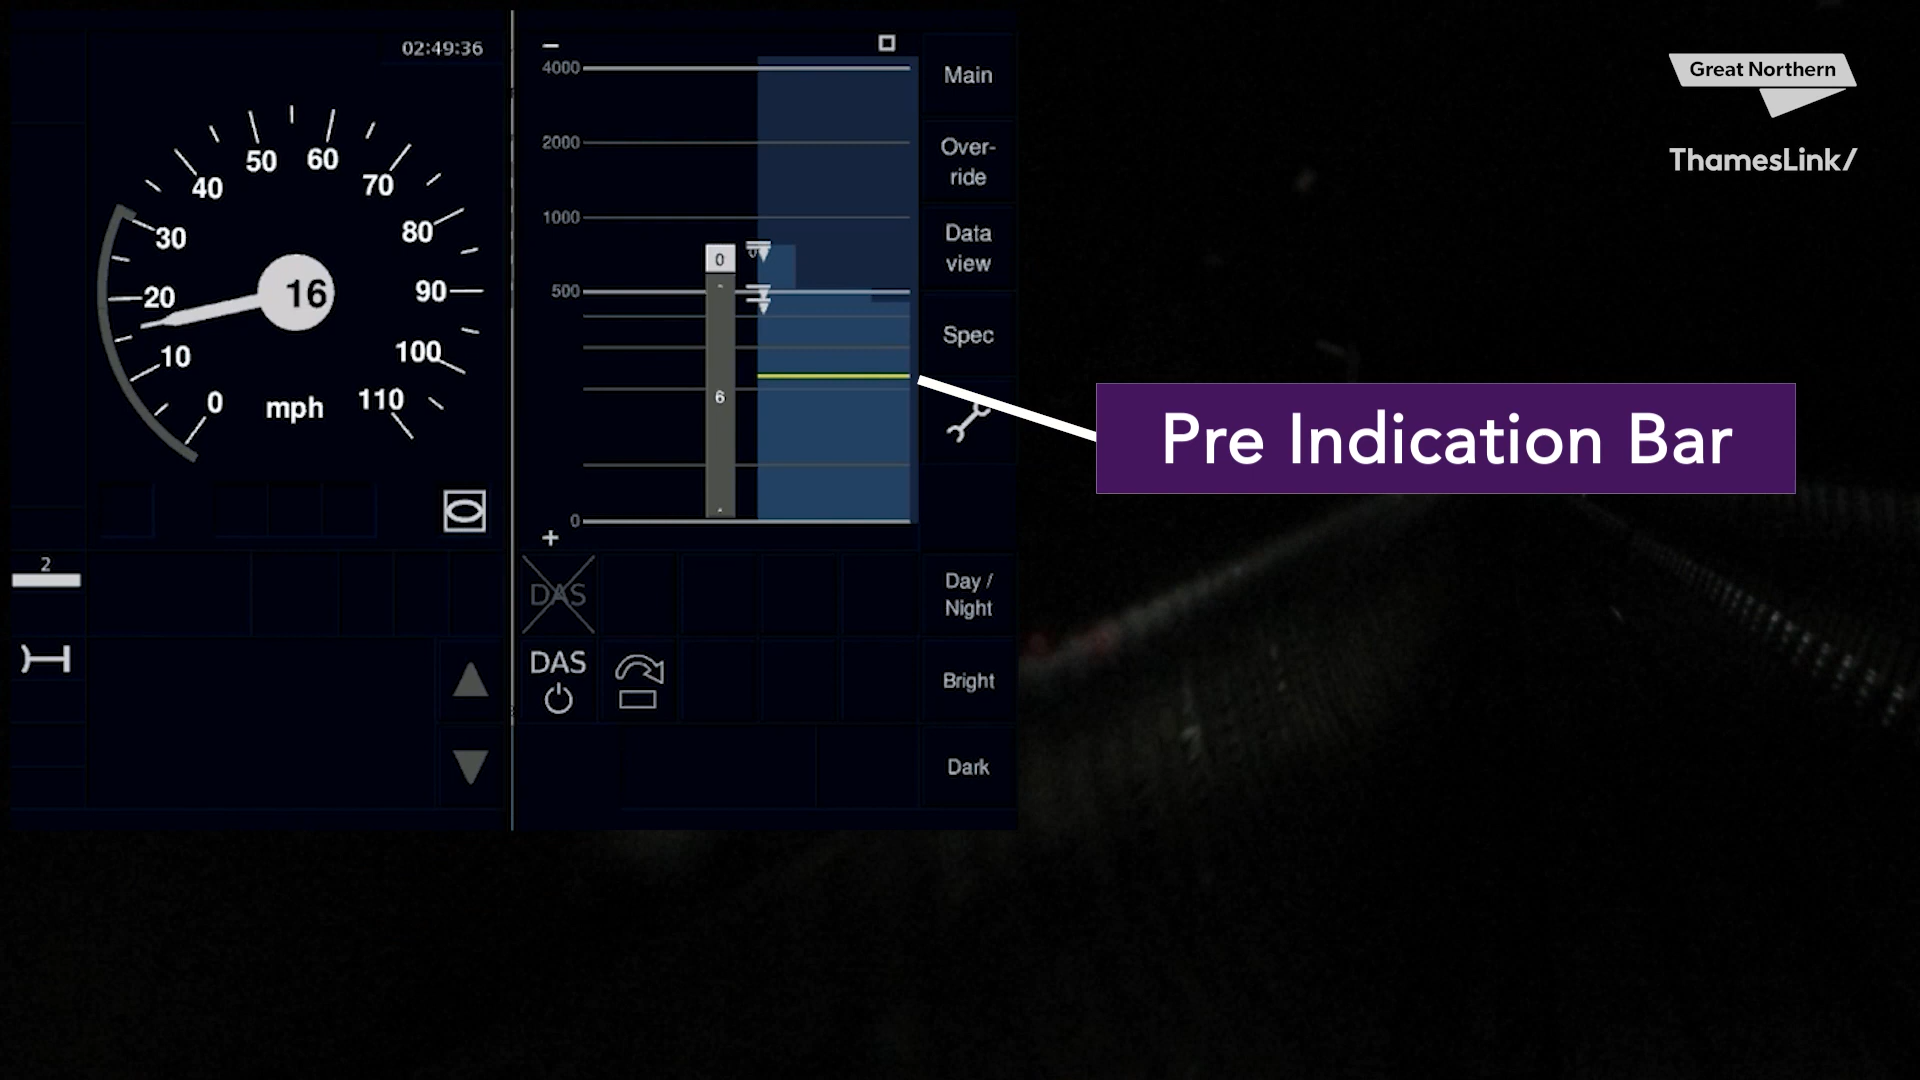 02:49:36
50
60
40
70
30
80
20
16
90
10
100
0
mph
110
2
4000
2000
1000
0
500
6
0
DAS
DAS
Main
Over-
ride
Data
view
Spec
Day /
Night
Bright
Dark
Pre Indication Bar
Great Northern
ThamesLink/